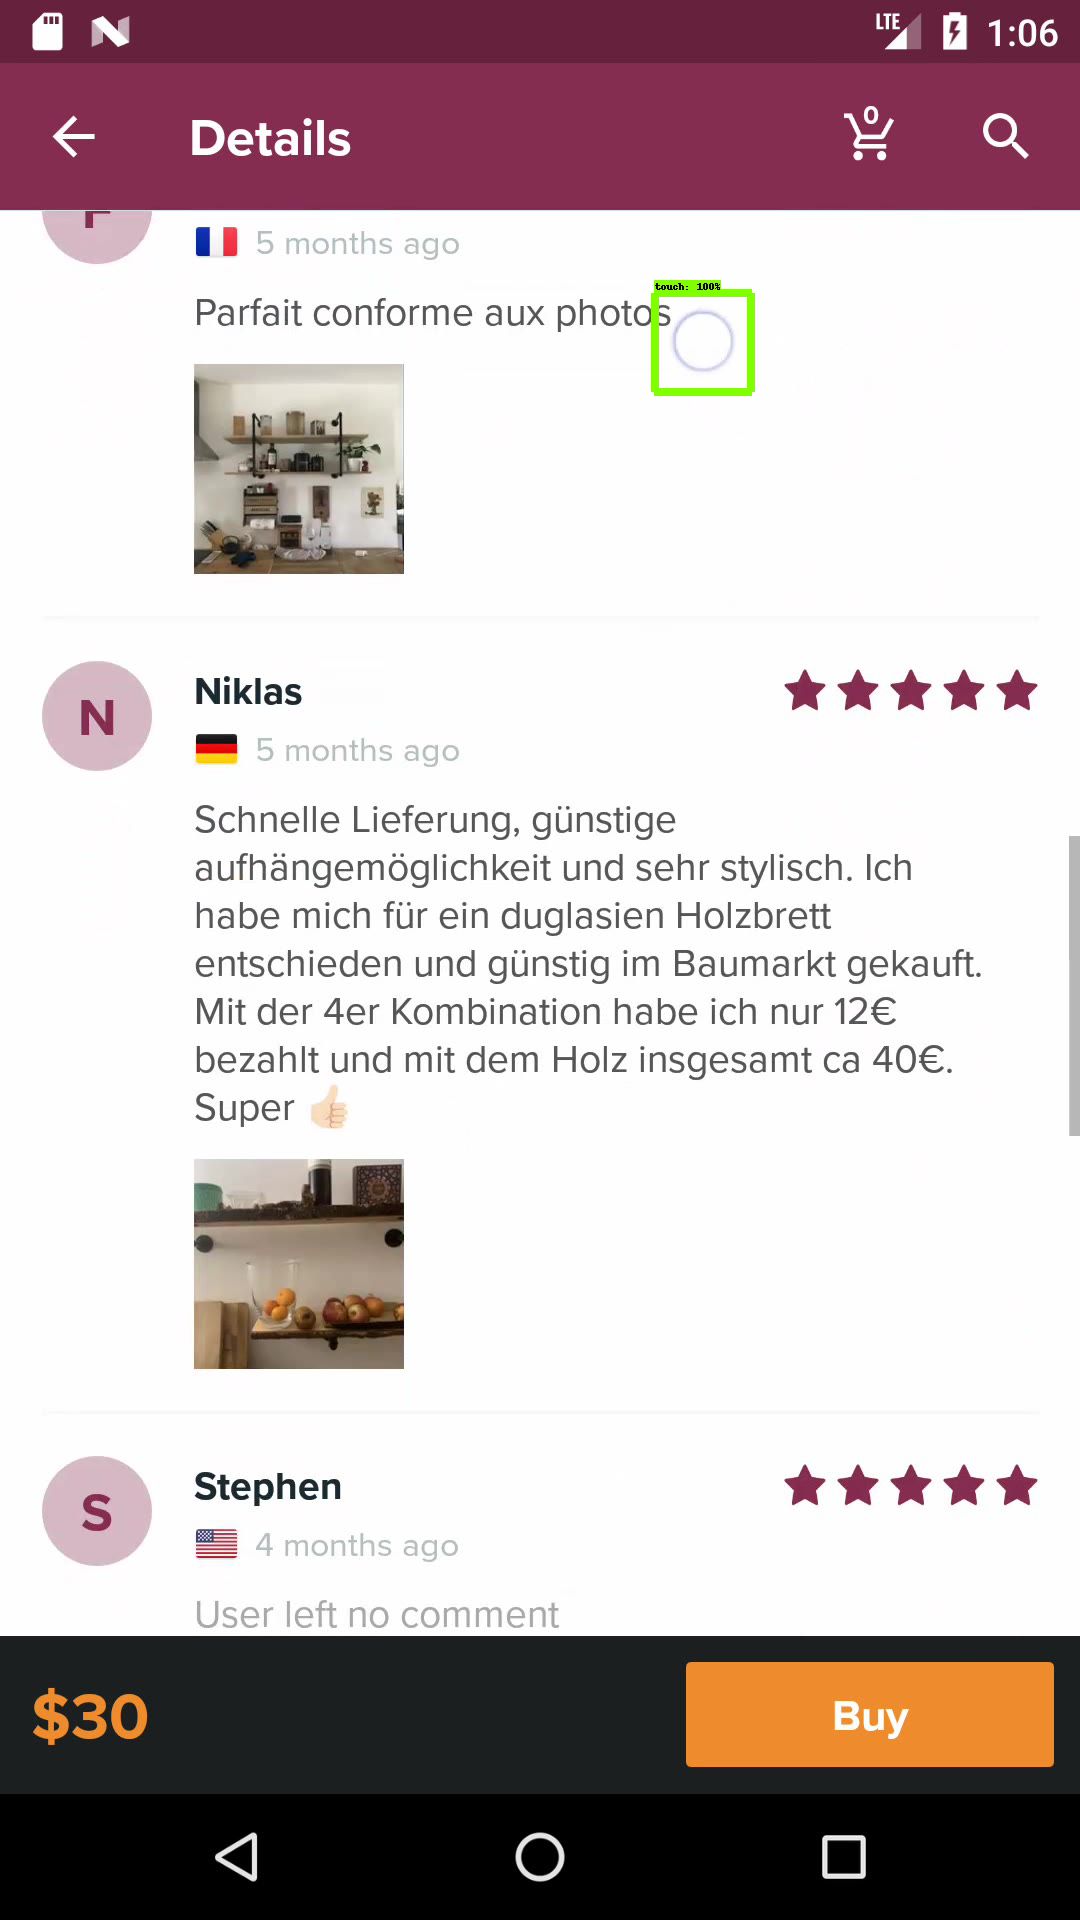 LTE 1:06
Details
0
5 months ago
Parfait conforme aux photos
touch: 100%
N
Niklas
5 months ago
Schnelle Lieferung, günstige
aufhängemöglichkeit und sehr stylisch. Ich
habe mich für ein duglasien Holzbrett
entschieden und günstig im Baumarkt gekauft.
Mit der 4er Kombination habe ich nur 12€
bezahlt und mit dem Holz insgesamt ca 40€.
Super 👍🏻
S
Stephen
4 months ago
User left no comment
$30
Buy